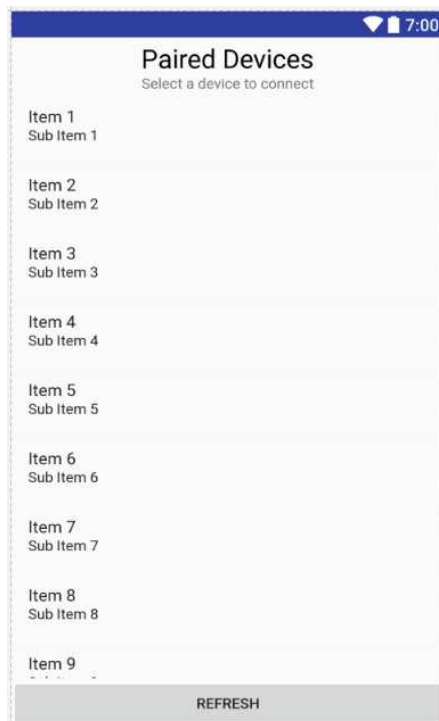 7:00
Paired Devices
Select a device to connect
Item 1
Sub Item 1
Item 2
Sub Item 2
Item 3
Sub Item 3
Item 4
Sub Item 4
Item 5
Sub Item 5
Item 6
Sub Item 6
Item 7
Sub Item 7
Item 8
Sub Item 8
Item 9
REFRESH